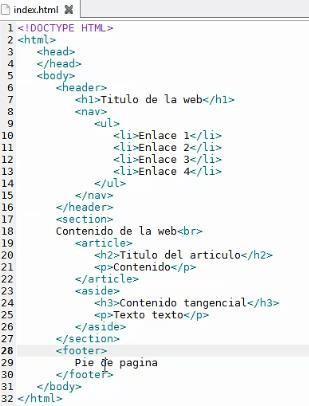 index.html
1 <!DOCTYPE HTML>
2 <html>
3 <head>
4 </head>
5 <body>
6 <header>
7 <h1>Titulo de la web</h1>
8 <nav>
9 <ul>
10 <li>Enlace 1</li>
11 <li>Enlace 2</li>
12 <li>Enlace 3</li>
13 <li>Enlace 4</li>
14 </ul>
15 </nav>
16 </header>
17 <section>
18 Contenido de la web<br>
19 <article>
20 <h2>Titulo del articulo</h2>
21 <p>Contenido</p>
22 </article>
23 <aside>
24 <h3>Contenido tangencial</h3>
25 <p>Texto texto</p>
26 </aside>
27 </section>
28 <footer>
29 Pie de pagina
30 </footer>
31 </body>
32 </html>